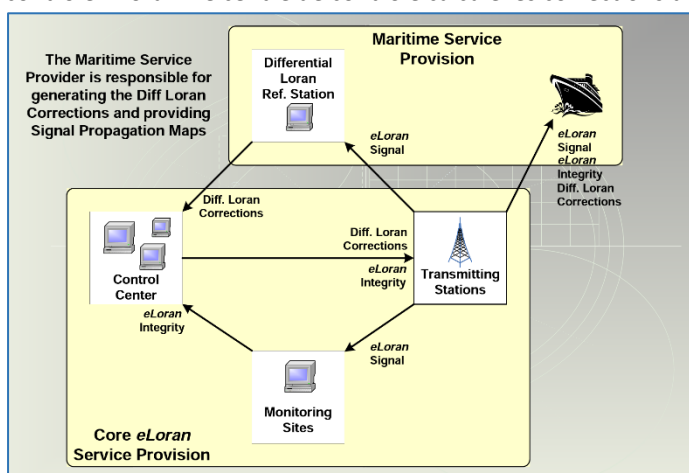 The Maritime Service
Provider is responsible for
generating the Diff Loran
Corrections and providing
Signal Propagation Maps
Maritime Service
Provision
Differential
Loran
Ref. Station
eLoran
Signal
eLoran
Signal
eLoran
Integrity
Diff. Loran
Corrections
Diff. Loran
Corrections
Diff. Loran
Corrections
eLoran
Integrity
Control
Center
Transmitting
Stations
eLoran
Integrity
eLoran
Signal
Monitoring
Sites
Core eLoran
Service Provision